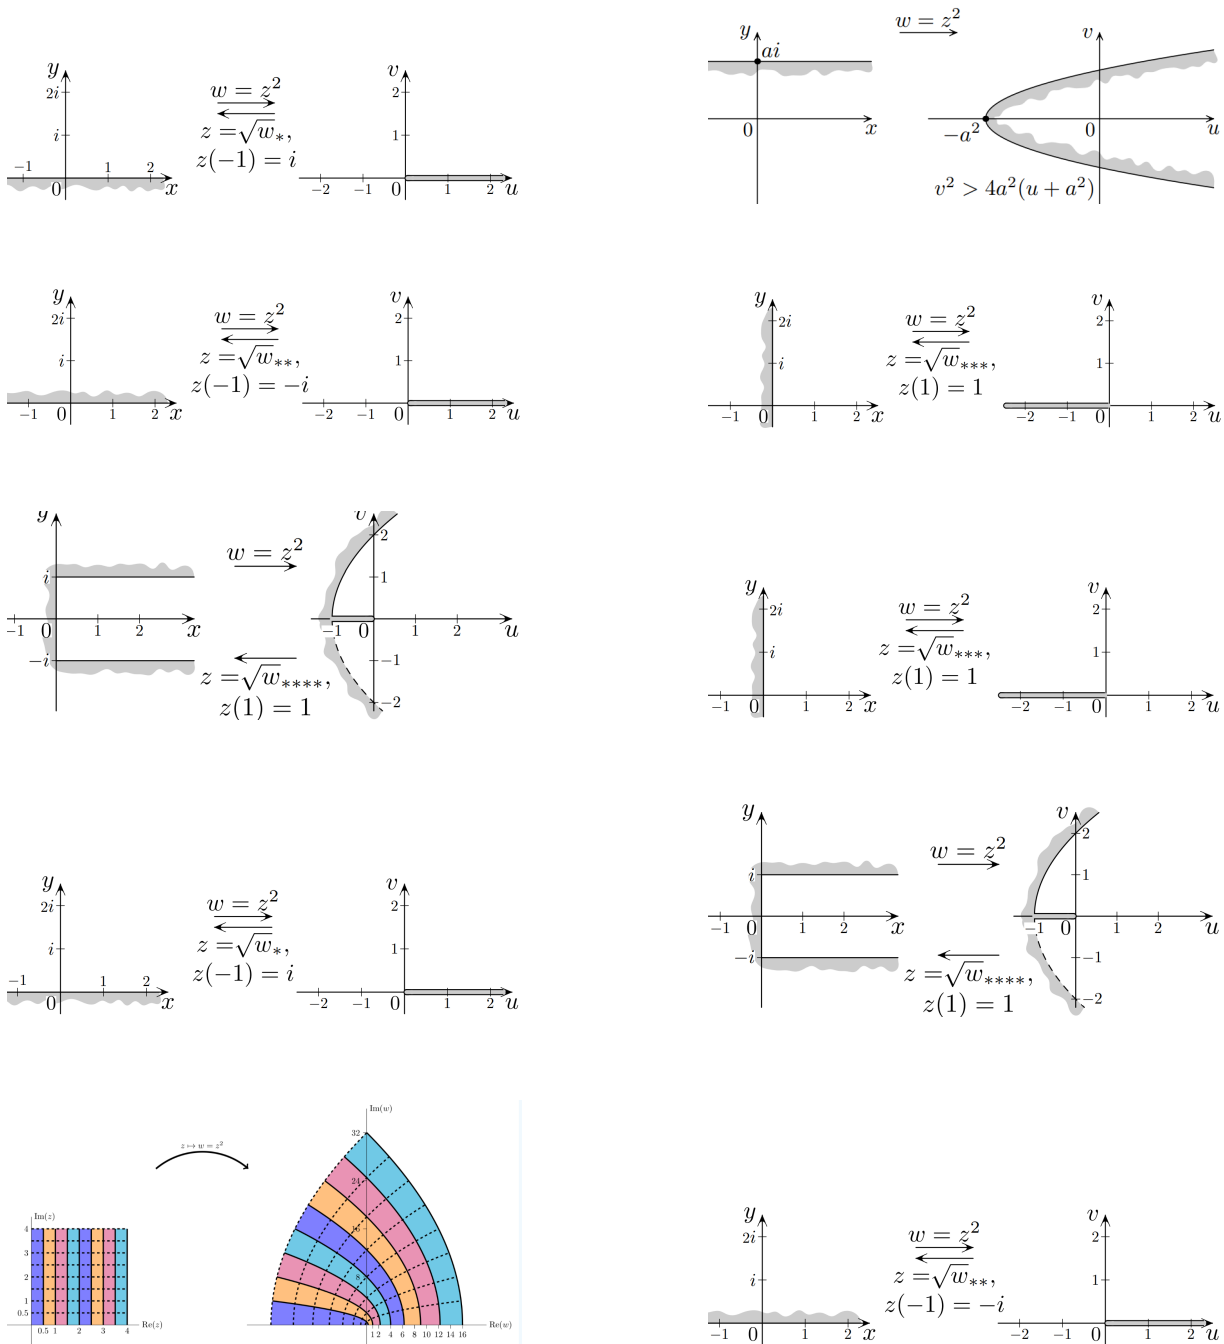 y
2i
i
−1 1 2
0 x
w = z²
z = √w*,
z(−1) = i
v
2
1
−2 −1 0 1 2 u
w = z²
y
ai
0 x
v
−a² 0 u
v² > 4a²(u + a²)
y
2i
i
−1 0 1 2 x
w = z²
z = √w**,
z(−1) = −i
v
2
1
−2 −1 0 1 2 u
y
2i
i
−1 0 1 2 x
w = z²
z = √w***,
z(1) = 1
v
2
1
−2 −1 0 1 2 u
y
i
−1 0 1 2 x
−i
w = z²
z = √w****,
z(1) = 1
v
2
1
−1 0 1 2 u
−1
−2
y
2i
i
−1 0 1 2 x
w = z²
z = √w***,
z(1) = 1
v
2
1
−2 −1 0 1 2 u
y
2i
i
−1 1 2
0 x
w = z²
z = √w*,
z(−1) = i
v
2
1
−2 −1 0 1 2 u
y
i
−1 0 1 2 x
−i
w = z²
z = √w****,
z(1) = 1
v
2
1
−1 0 1 2 u
−1
−2
Im(z)
4
3
2
1
0.5
0.5 1 2 3 4 Re(z)
z ↦ w = z²
Im(w)
32
24
16
8
1 2 4 6 8 10 12 14 16 Re(w)
y
2i
i
−1 0 1 2 x
w = z²
z = √w**,
z(−1) = −i
v
2
1
−2 −1 0 1 2 u